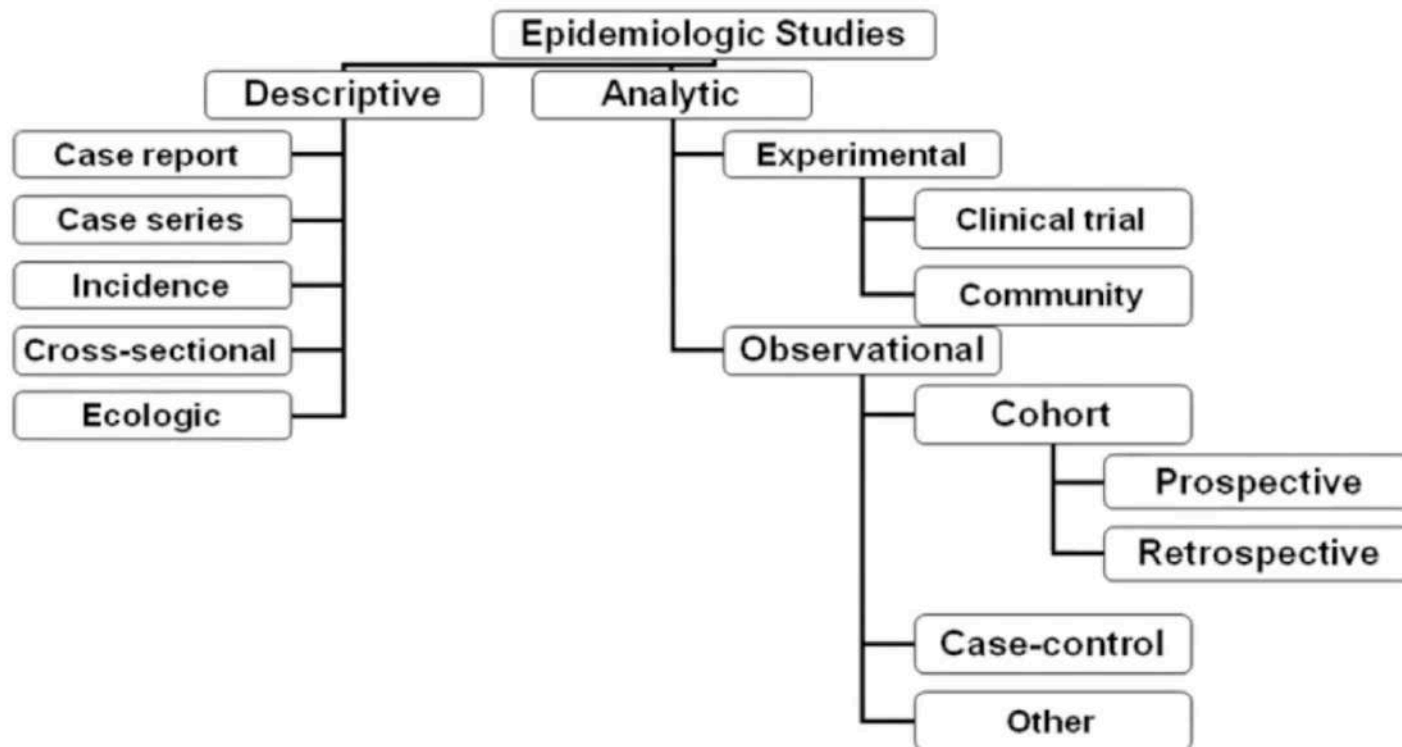 Epidemiologic Studies
Descriptive
Analytic
Case report
Case series
Incidence
Cross-sectional
Ecologic
Experimental
Clinical trial
Community
Observational
Cohort
Prospective
Retrospective
Case-control
Other